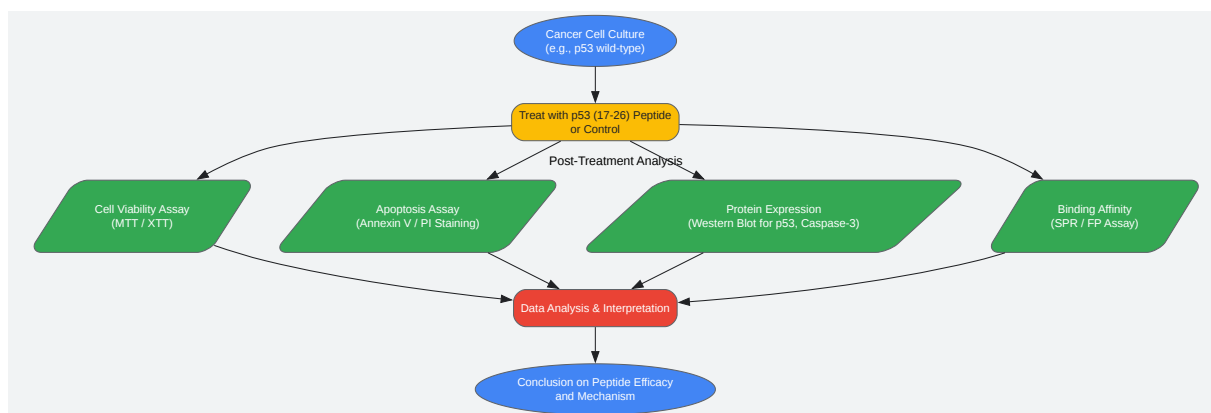 Cancer Cell Culture
(e.g., p53 wild-type)
Treat with p53 (17-26) Peptide
or Control
Post-Treatment Analysis
Cell Viability Assay
(MTT / XTT)
Apoptosis Assay
(Annexin V / PI Staining)
Protein Expression
(Western Blot for p53, Caspase-3)
Binding Affinity
(SPR / FP Assay)
Data Analysis & Interpretation
Conclusion on Peptide Efficacy
and Mechanism